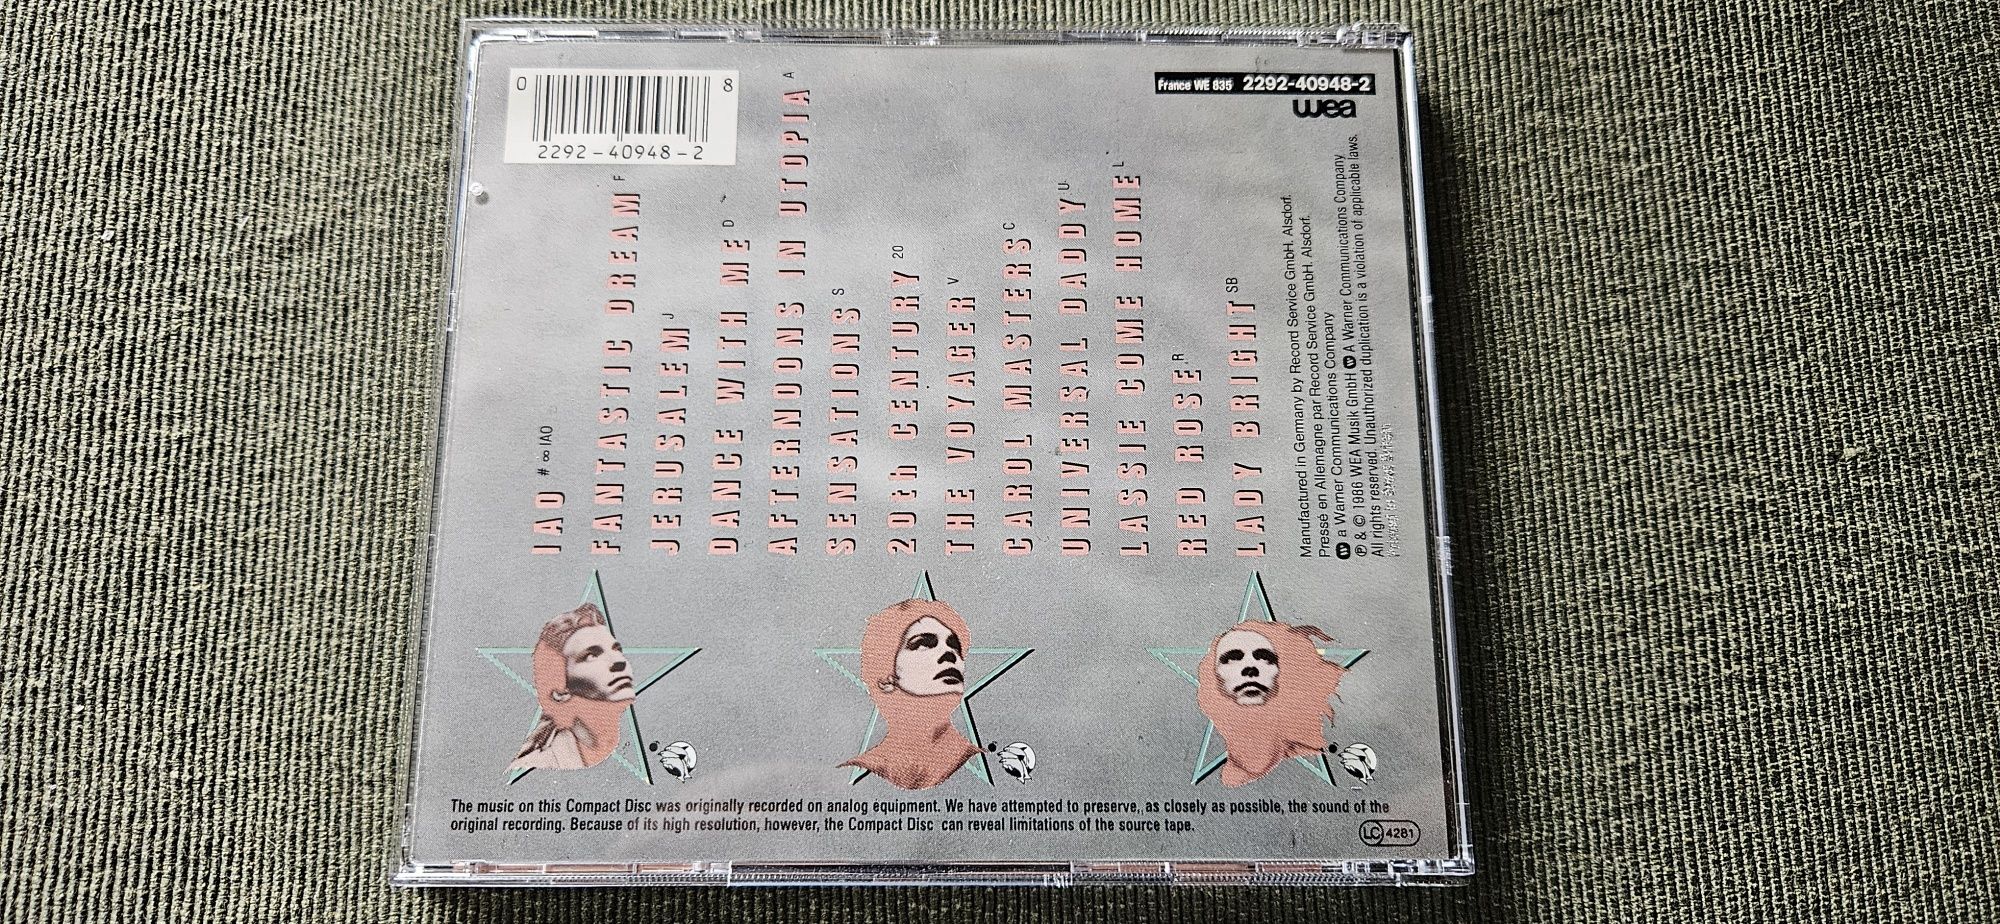 0 8
2292-40948-2
France WE 835 2292-40948-2
wea
IAO # ∞ IAO
FANTASTIC DREAM F
JERUSALEM J
DANCE WITH ME D
AFTERNOONS IN UTOPIA A
SENSATIONS S
20th CENTURY 20
THE VOYAGER V
CAROL MASTERS C
UNIVERSAL DADDY U
LASSIE COME HOME L
RED ROSE R
LADY BRIGHT SB
Manufactured in Germany by Record Service GmbH. Alsdorf.
Pressé en Allemagne par Record Service GmbH. Alsdorf.
a Warner Communications Company
℗ & © 1986 WEA Musik GmbH A Warner Communications Company
All rights reserved. Unauthorized duplication is a violation of applicable laws.
The music on this Compact Disc was originally recorded on analog equipment. We have attempted to preserve, as closely as possible, the sound of the
original recording. Because of its high resolution, however, the Compact Disc can reveal limitations of the source tape.
LC 4281